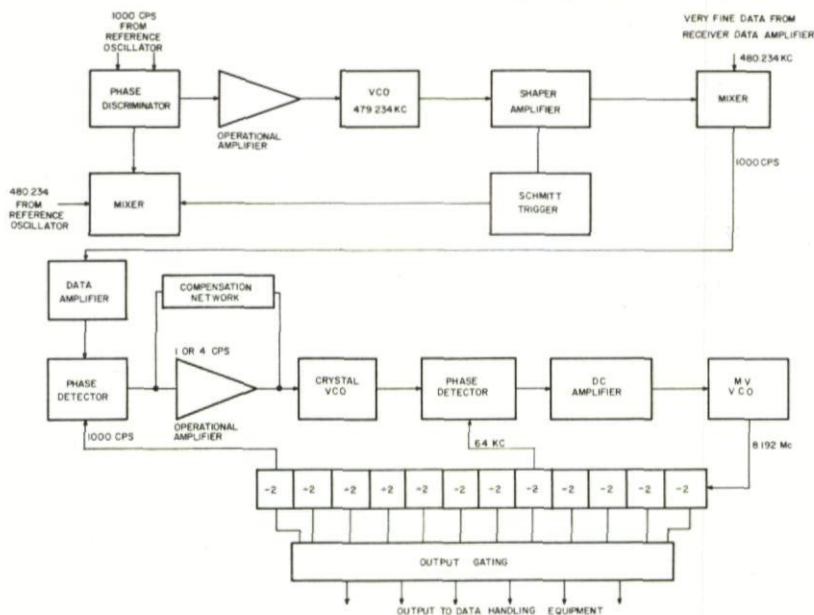 1000 CPS
FROM
REFERENCE
OSCILLATOR
VERY FINE DATA FROM
RECEIVER DATA AMPLIFIER
480.234 KC
PHASE
DISCRIMINATOR
OPERATIONAL
AMPLIFIER
VCO
479.234 KC
SHAPER
AMPLIFIER
MIXER
1000 CPS
480.234
FROM
REFERENCE
OSCILLATOR
MIXER
SCHMITT
TRIGGER
DATA
AMPLIFIER
COMPENSATION
NETWORK
1 OR 4 CPS
PHASE
DETECTOR
OPERATIONAL
AMPLIFIER
CRYSTAL
VCO
PHASE
DETECTOR
DC
AMPLIFIER
MV
VCO
1000 CPS
64 KC
8.192 Mc
÷2 ÷2 ÷2 ÷2 ÷2 ÷2 ÷2 ÷2 ÷2 ÷2 ÷2 ÷2
OUTPUT GATING
OUTPUT TO DATA HANDLING EQUIPMENT